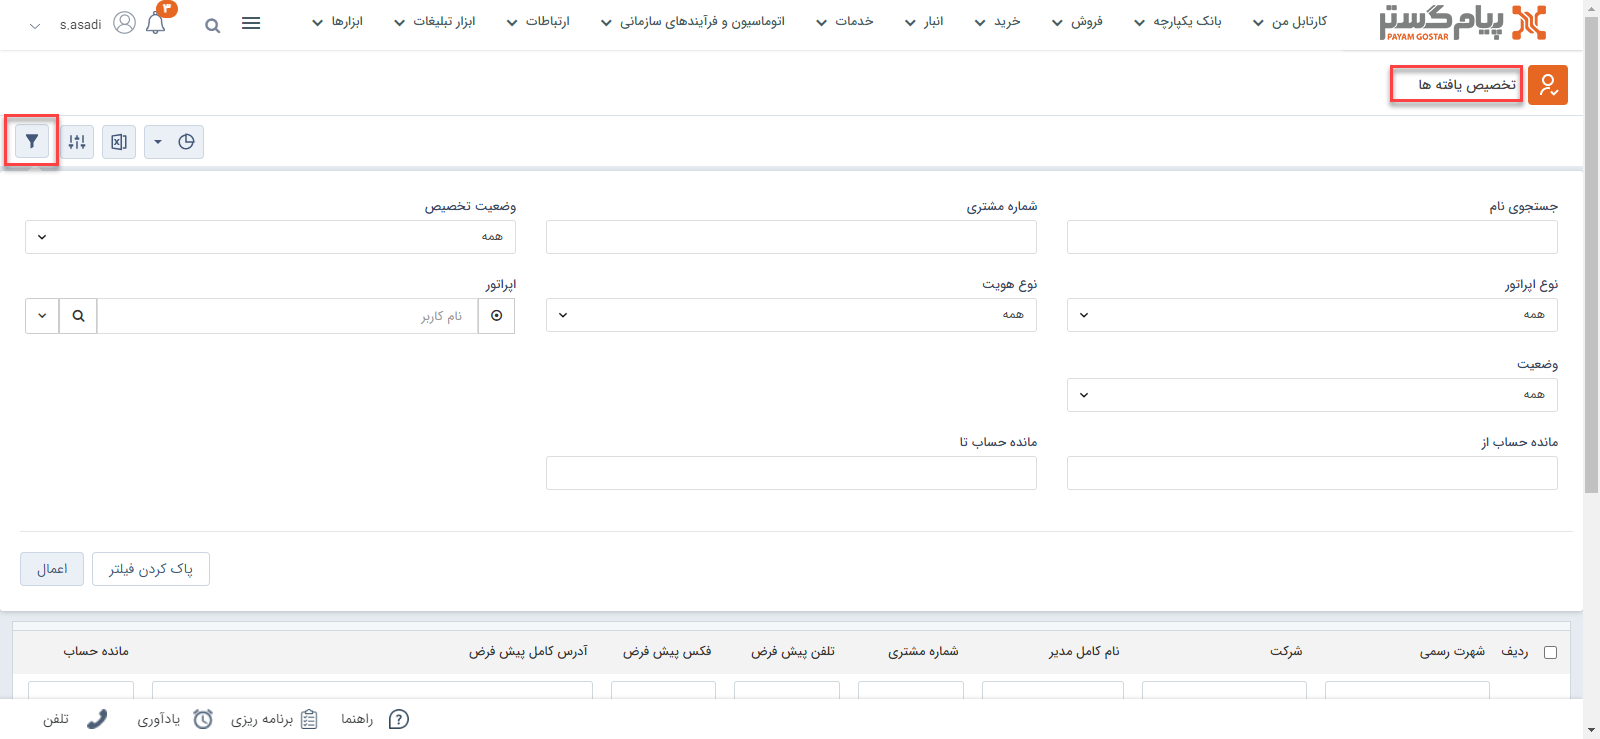 پیام گستر
PAYAM GOSTAR
کارتابل من
بانک یکپارچه
فروش
خرید
انبار
خدمات
اتوماسیون و فرآیندهای سازمانی
ارتباطات
ابزار تبلیغات
ابزارها
۳
s.asadi
تخصیص یافته ها
جستجوی نام
شماره مشتری
وضعیت تخصیص
همه
نوع اپراتور
نوع هویت
اپراتور
همه
همه
نام کاربر
وضعیت
همه
مانده حساب از
مانده حساب تا
پاک کردن فیلتر
اعمال
ردیف
شهرت رسمی
شرکت
نام کامل مدیر
شماره مشتری
تلفن پیش فرض
فکس پیش فرض
آدرس کامل پیش فرض
مانده حساب
راهنما
برنامه ریزی
یادآوری
تلفن